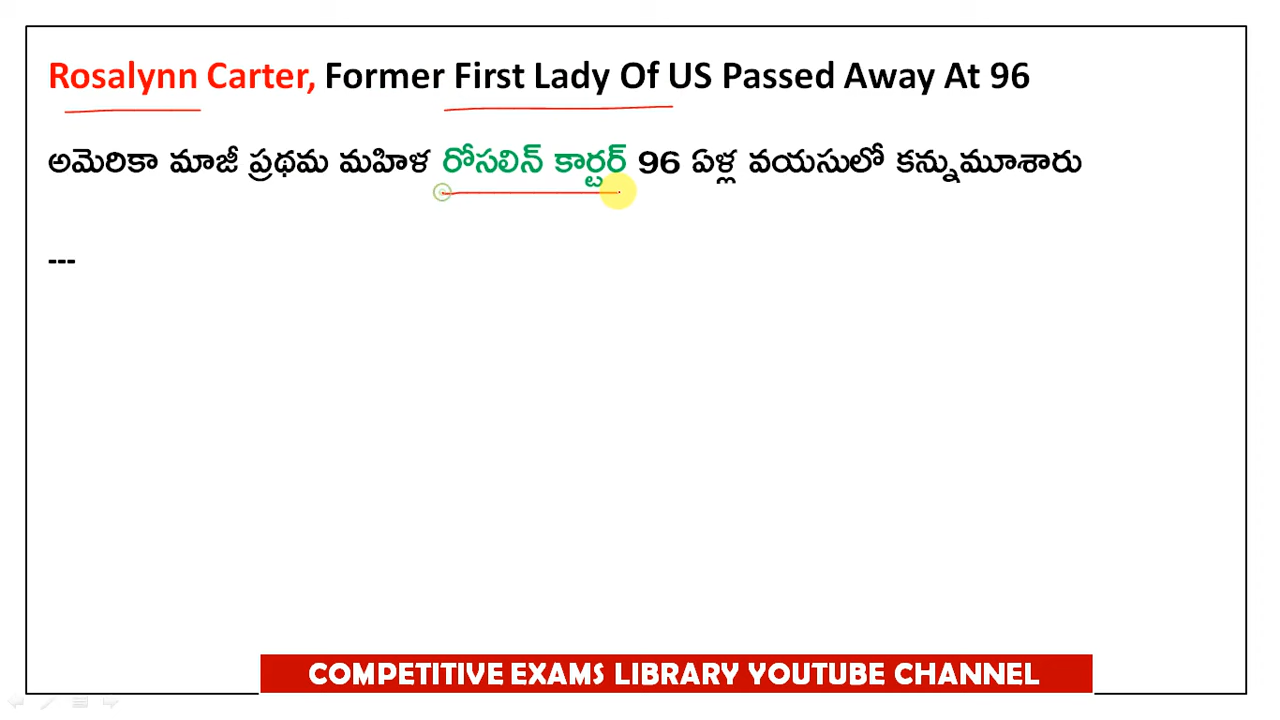 Rosalynn Carter, Former First Lady Of US Passed Away At 96
అమెరికా మాజీ ప్రథమ మహిళ రోసలిన్ కార్టర్ 96 ఏళ్ల వయసులో కన్నుమూశారు
---
COMPETITIVE EXAMS LIBRARY YOUTUBE CHANNEL